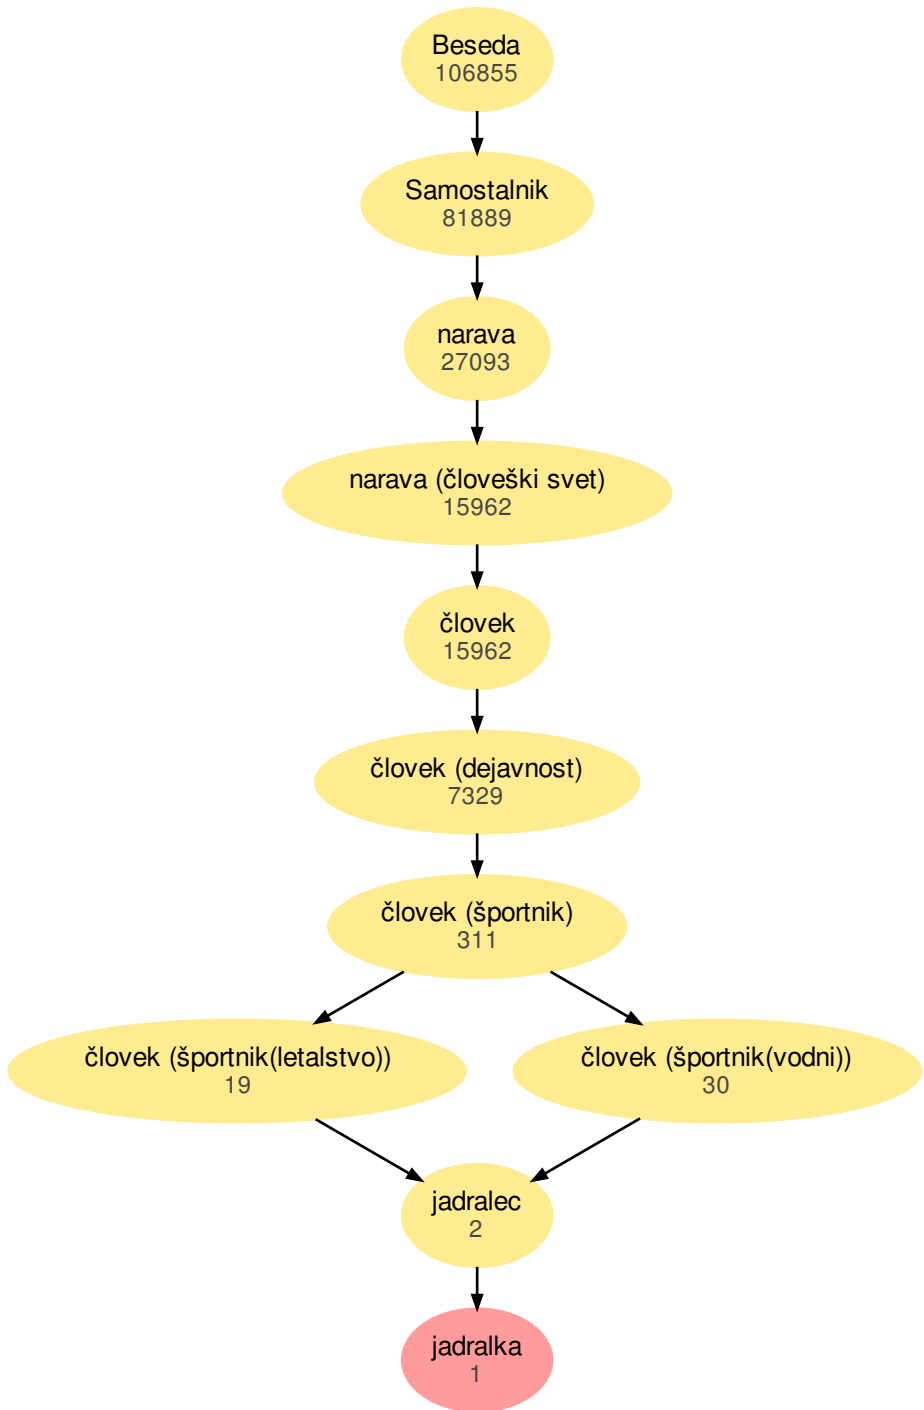 Beseda
106855
Samostalnik
81889
narava
27093
narava (človeški svet)
15962
človek
15962
človek (dejavnost)
7329
človek (športnik)
311
človek (športnik(letalstvo))
19
človek (športnik(vodni))
30
jadralec
2
jadralka
1